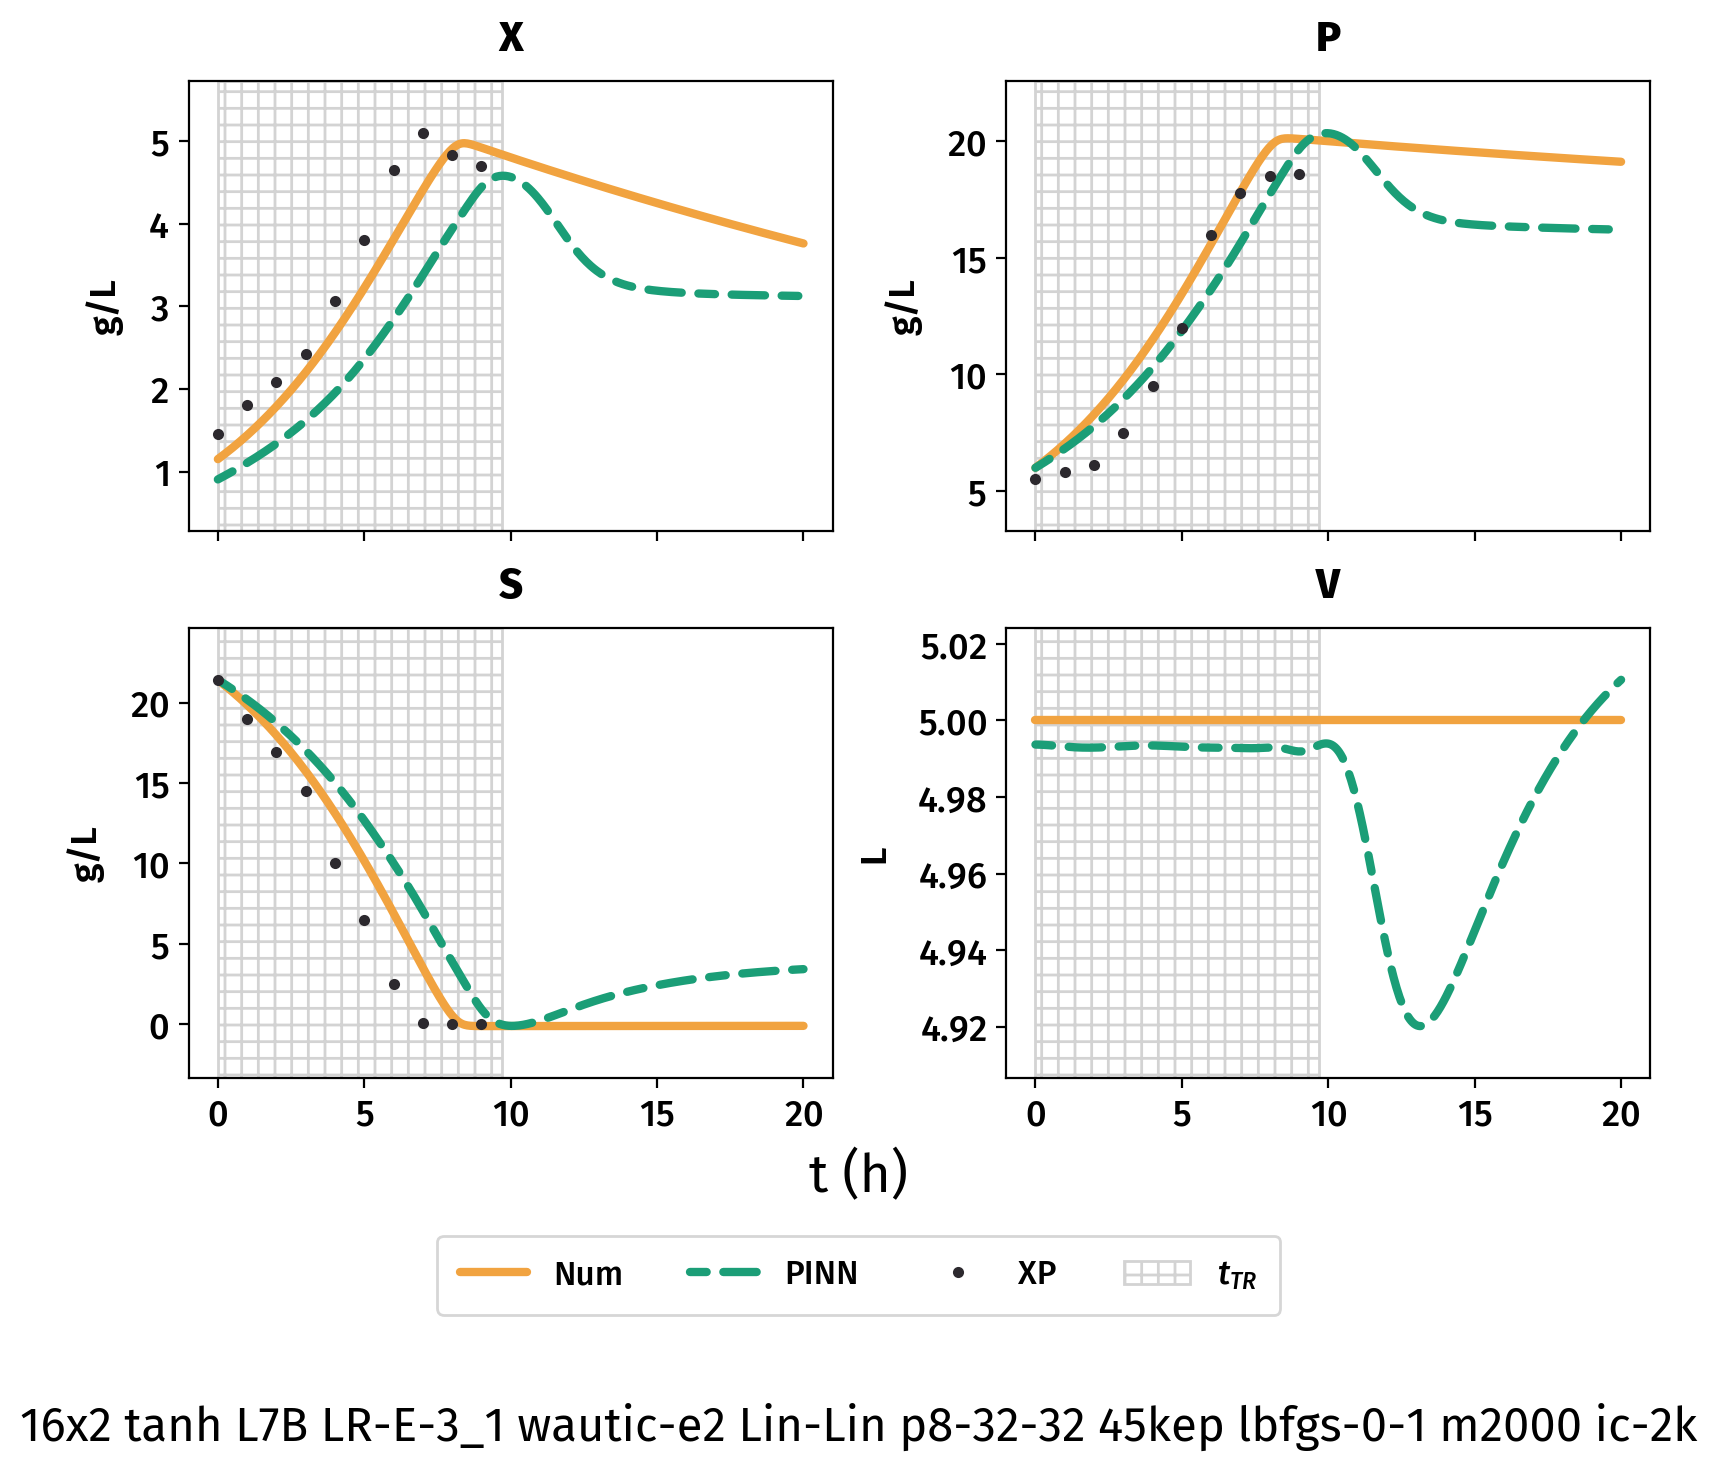 X
P
5
4
3
2
1
g/L
20
15
10
5
g/L
S
V
20
15
10
5
0
g/L
5.02
5.00
4.98
4.96
4.94
4.92
L
0 5 10 15 20
0 5 10 15 20
t (h)
Num PINN XP tTR
16x2 tanh L7B LR-E-3_1 wautic-e2 Lin-Lin p8-32-32 45kep lbfgs-0-1 m2000 ic-2k